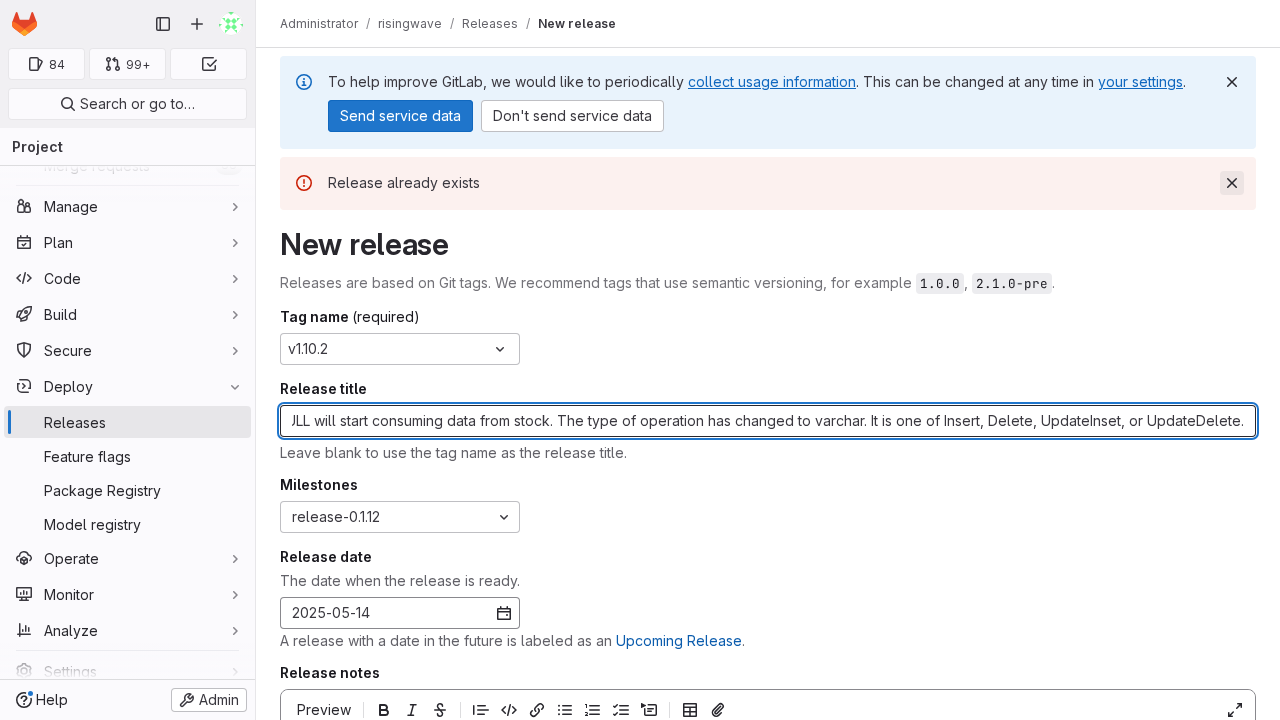 Administrator / risingwave / Releases / New release
84
99+
Search or go to…
Project
Merge requests
Manage
Plan
Code
Build
Secure
Deploy
Releases
Feature flags
Package Registry
Model registry
Operate
Monitor
Analyze
Settings
Help
Admin
To help improve GitLab, we would like to periodically collect usage information. This can be changed at any time in your settings.
Send service data
Don't send service data
Release already exists
New release
Releases are based on Git tags. We recommend tags that use semantic versioning, for example 1.0.0, 2.1.0-pre.
Tag name (required)
v1.10.2
Release title
will start consuming data from stock. The type of operation has changed to varchar. It is one of Insert, Delete, UpdateInset, or UpdateDelete.
Leave blank to use the tag name as the release title.
Milestones
release-0.1.12
Release date
The date when the release is ready.
2025-05-14
A release with a date in the future is labeled as an Upcoming Release.
Release notes
Preview